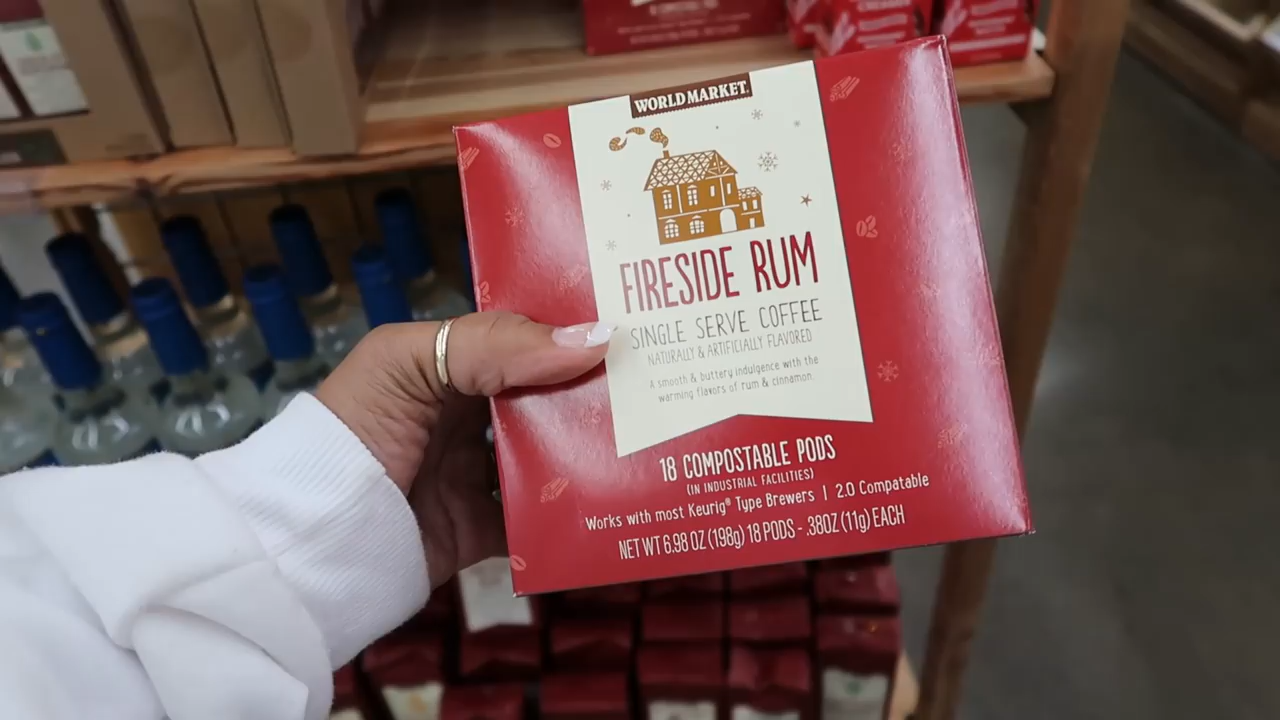 WORLD MARKET.
FIRESIDE RUM
SINGLE SERVE COFFEE
NATURALLY & ARTIFICIALLY FLAVORED
A smooth & buttery indulgence with the
warming flavors of rum & cinnamon.
18 COMPOSTABLE PODS
(IN INDUSTRIAL FACILITIES)
Works with most Keurig® Type Brewers | 2.0 Compatable
NET WT 6.98 OZ (198g) 18 PODS - .38OZ (11g) EACH